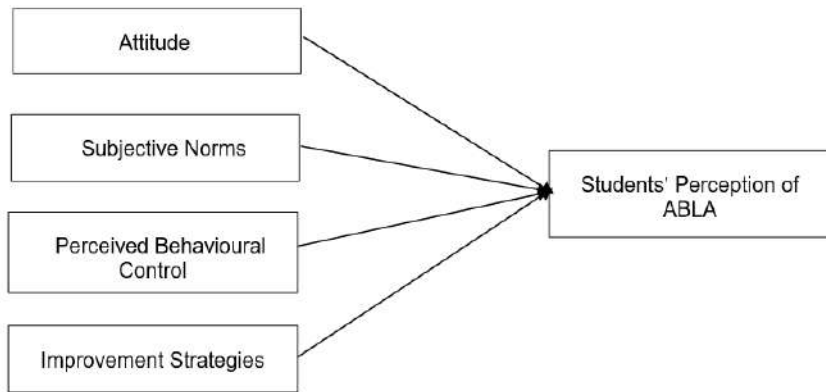 Attitude
Subjective Norms
Perceived Behavioural
Control
Improvement Strategies
Students' Perception of
ABLA